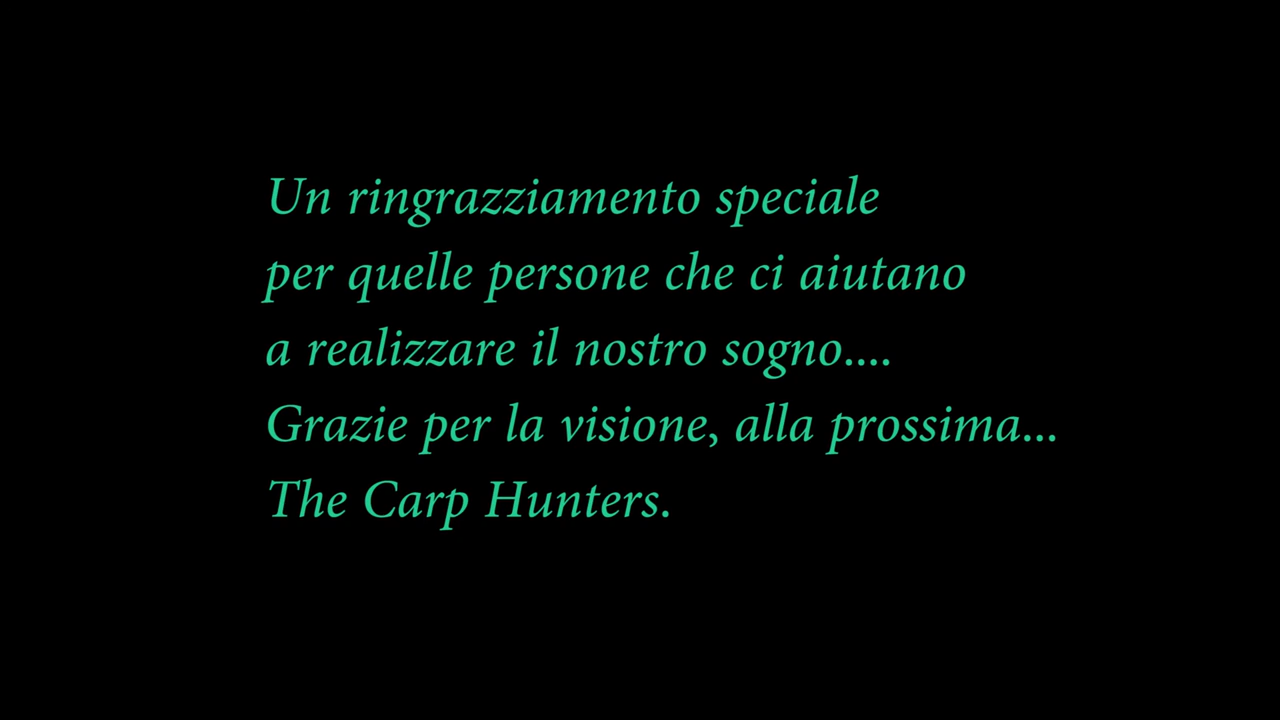 Un ringrazziamento speciale
per quelle persone che ci aiutano
a realizzare il nostro sogno....
Grazie per la visione, alla prossima...
The Carp Hunters.